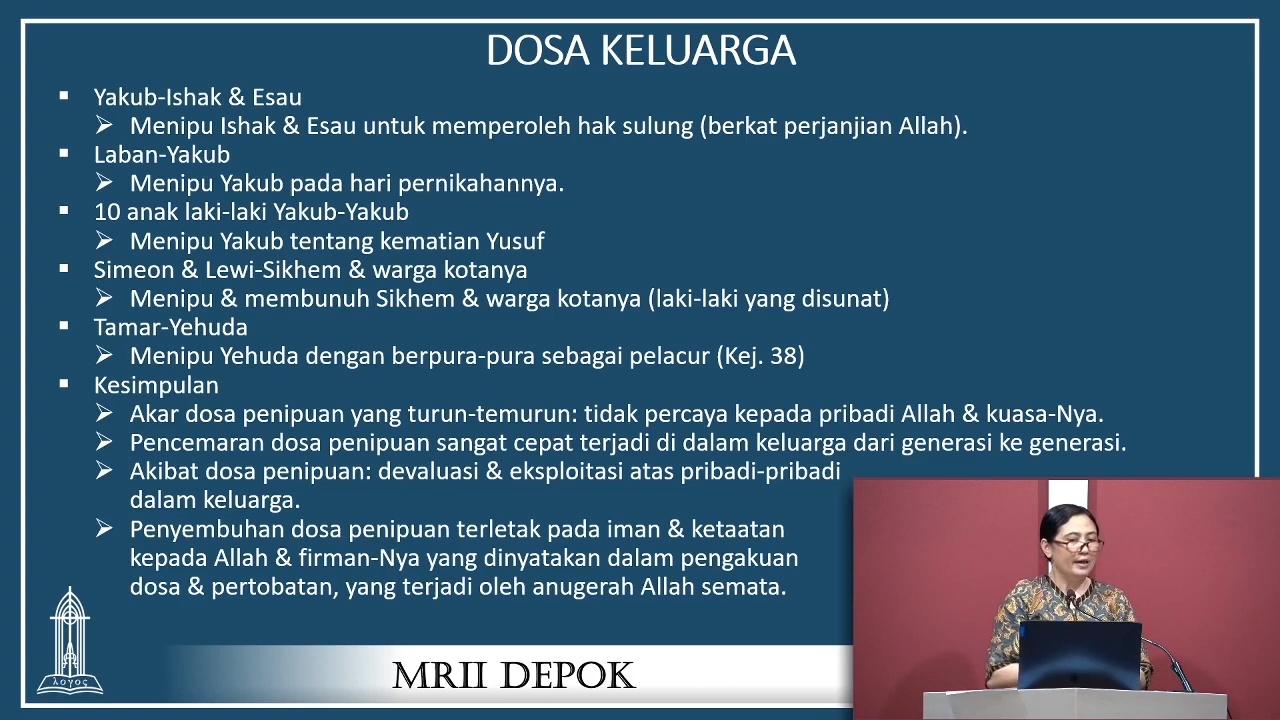 DOSA KELUARGA
▪ Yakub-Ishak & Esau
➢ Menipu Ishak & Esau untuk memperoleh hak sulung (berkat perjanjian Allah).
▪ Laban-Yakub
➢ Menipu Yakub pada hari pernikahannya.
▪ 10 anak laki-laki Yakub-Yakub
➢ Menipu Yakub tentang kematian Yusuf
▪ Simeon & Lewi-Sikhem & warga kotanya
➢ Menipu & membunuh Sikhem & warga kotanya (laki-laki yang disunat)
▪ Tamar-Yehuda
➢ Menipu Yehuda dengan berpura-pura sebagai pelacur (Kej. 38)
▪ Kesimpulan
➢ Akar dosa penipuan yang turun-temurun: tidak percaya kepada pribadi Allah & kuasa-Nya.
➢ Pencemaran dosa penipuan sangat cepat terjadi di dalam keluarga dari generasi ke generasi.
➢ Akibat dosa penipuan: devaluasi & eksploitasi atas pribadi-pribadi
dalam keluarga.
➢ Penyembuhan dosa penipuan terletak pada iman & ketaatan
kepada Allah & firman-Nya yang dinyatakan dalam pengakuan
dosa & pertobatan, yang terjadi oleh anugerah Allah semata.
λογος
MRII DEPOK